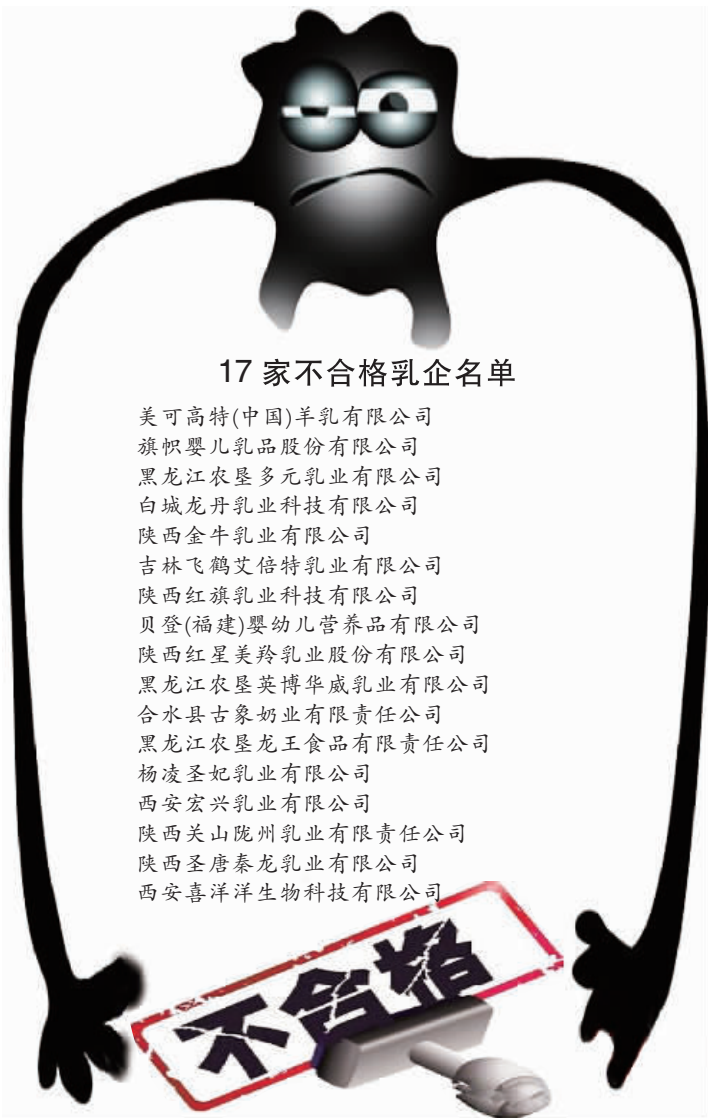 17 家不合格乳企名单
美可高特(中国)羊乳有限公司
旗帜婴儿乳品股份有限公司
黑龙江农垦多元乳业有限公司
白城龙丹乳业科技有限公司
陕西金牛乳业有限公司
吉林飞鹤艾倍特乳业有限公司
陕西红旗乳业科技有限公司
贝登(福建)婴幼儿营养品有限公司
陕西红星美羚乳业股份有限公司
黑龙江农垦英博华威乳业有限公司
合水县古象奶业有限责任公司
黑龙江农垦龙王食品有限责任公司
杨凌圣妃乳业有限公司
西安宏兴乳业有限公司
陕西关山陇州乳业有限责任公司
陕西圣唐秦龙乳业有限公司
西安喜洋洋生物科技有限公司
不合格